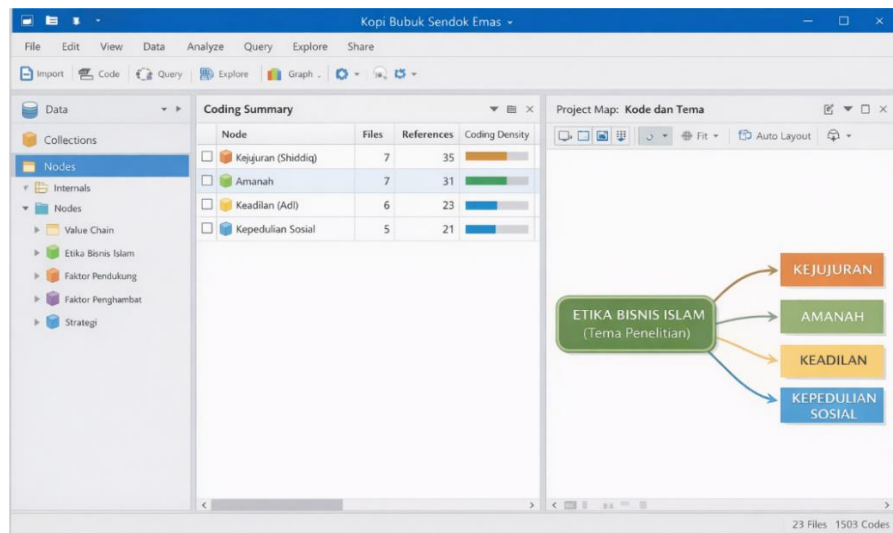 Kopi Bubuk Sendok Emas
File Edit View Data Analyze Query Explore Share
Import Code Query Explore Graph
Data
Collections
Nodes
Internals
Nodes
Value Chain
Etika Bisnis Islam
Faktor Pendukung
Faktor Penghambat
Strategi
Coding Summary
Node Files References Coding Density
Kejujuran (Shiddiq) 7 35
Amanah 7 31
Keadilan (Adl) 6 23
Kepedulian Sosial 5 21
Project Map: Kode dan Tema
Fit Auto Layout
ETIKA BISNIS ISLAM
(Tema Penelitian)
KEJUJURAN
AMANAH
KEADILAN
KEPEDULIAN
SOSIAL
23 Files 1503 Codes